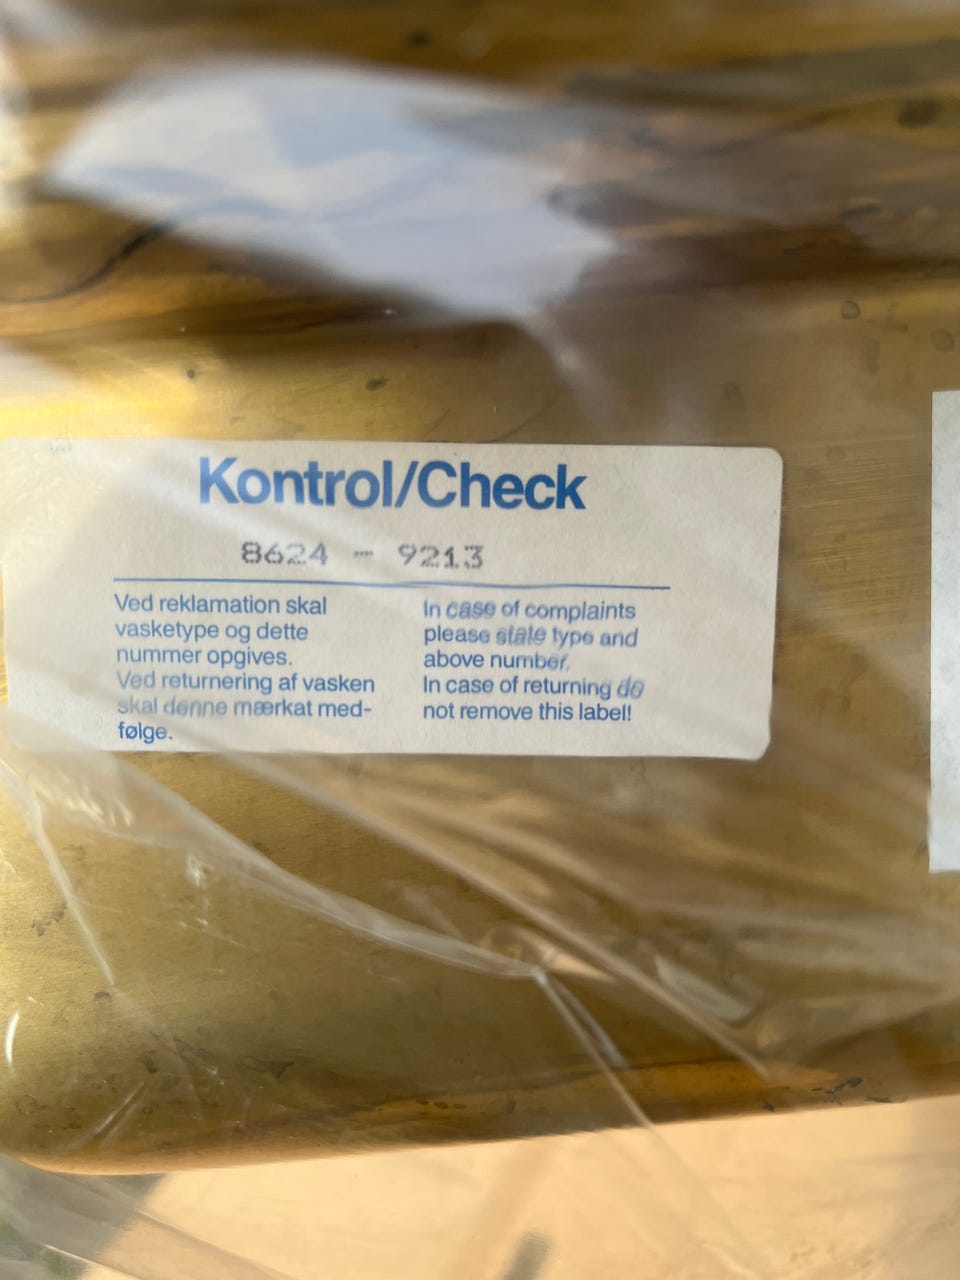 Kontrol/Check
8624 - 9213
Ved reklamation skal
vasketype og dette
nummer opgives.
Ved returnering af vasken
skal denne mærkat med-
følge.
In case of complaints
please state type and
above number.
In case of returning do
not remove this label!